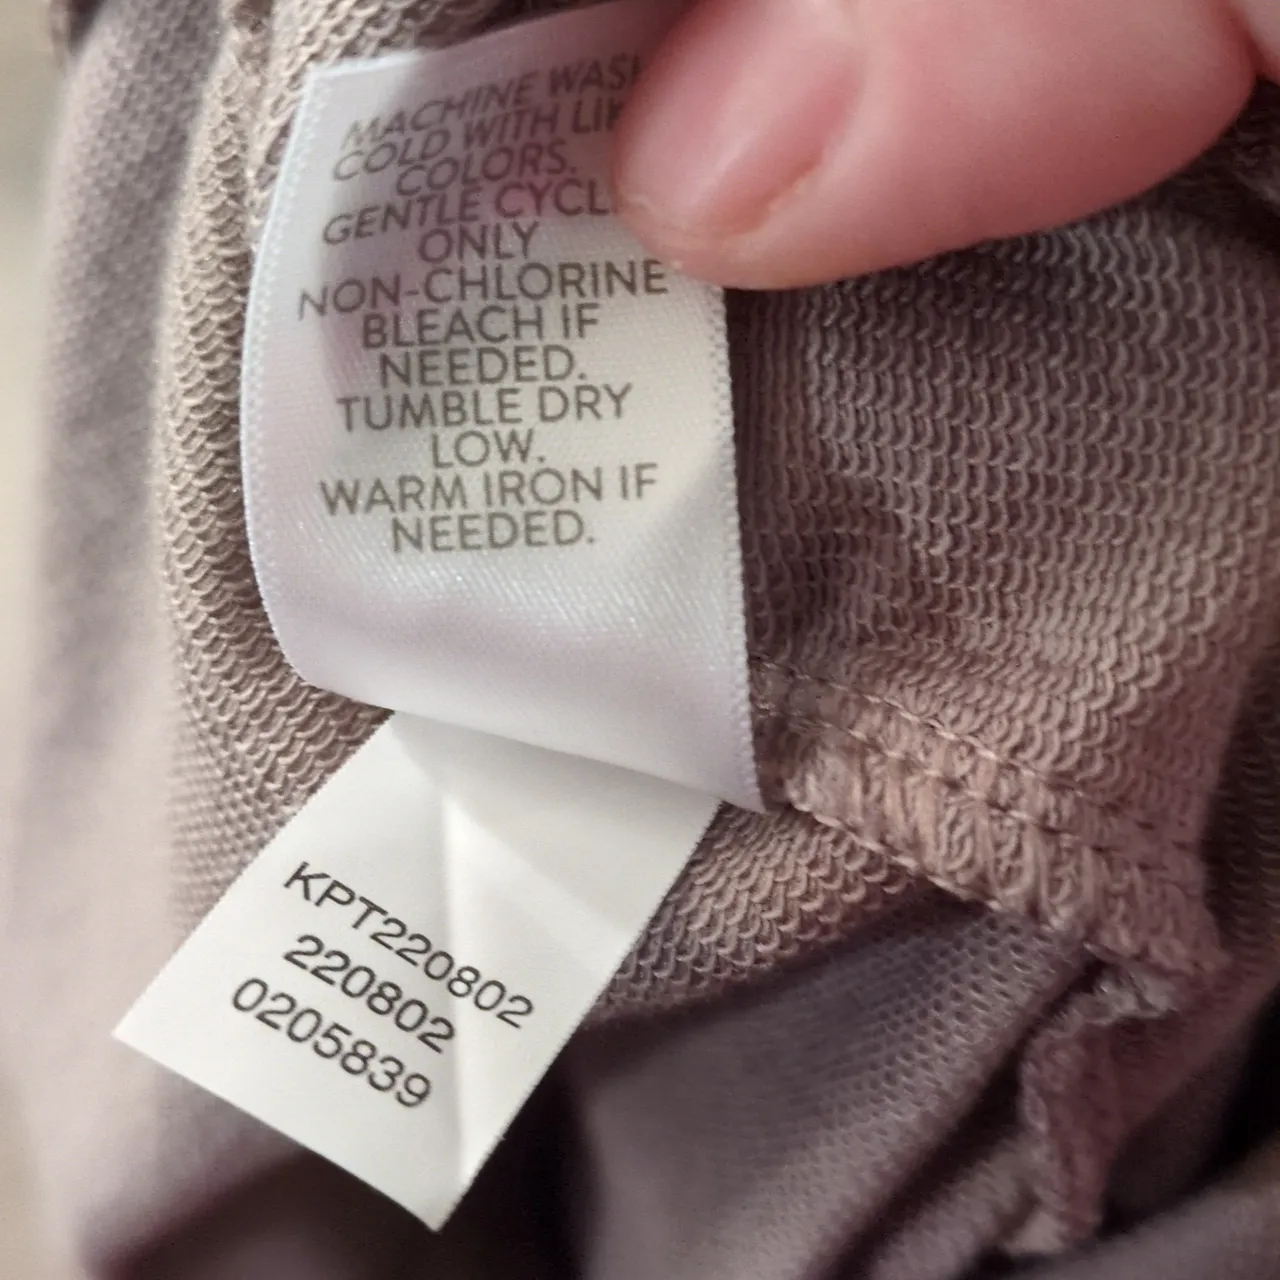 MACHINE WASH
COLD WITH
COLORS.
GENTLE CYCLE
ONLY
NON-CHLORINE
BLEACH IF
NEEDED.
TUMBLE DRY
LOW.
WARM IRON IF
NEEDED.
KPT220802
220802
0205839